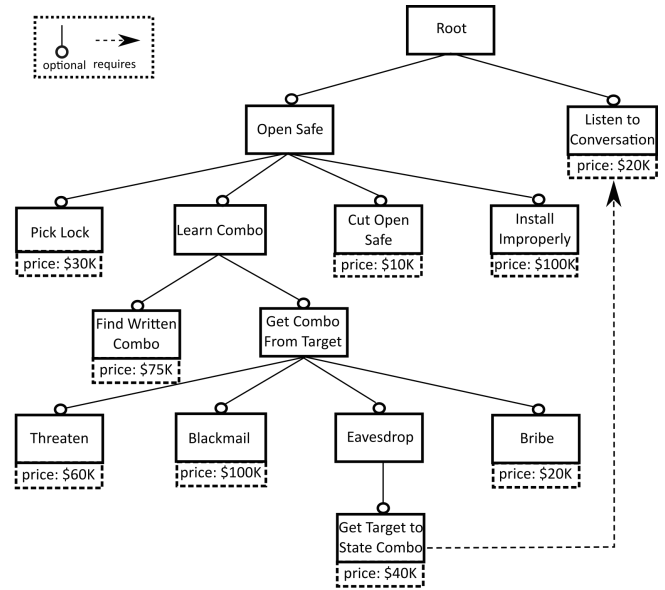 Root
optional requires
Open Safe
Listen to
Conversation
price: $20K
Pick Lock
price: $30K
Learn Combo
Cut Open
Safe
price: $10K
Install
Improperly
price: $100K
Find Written
Combo
price: $75K
Get Combo
From Target
Threaten
price: $60K
Blackmail
price: $100K
Eavesdrop
Bribe
price: $20K
Get Target to
State Combo
price: $40K